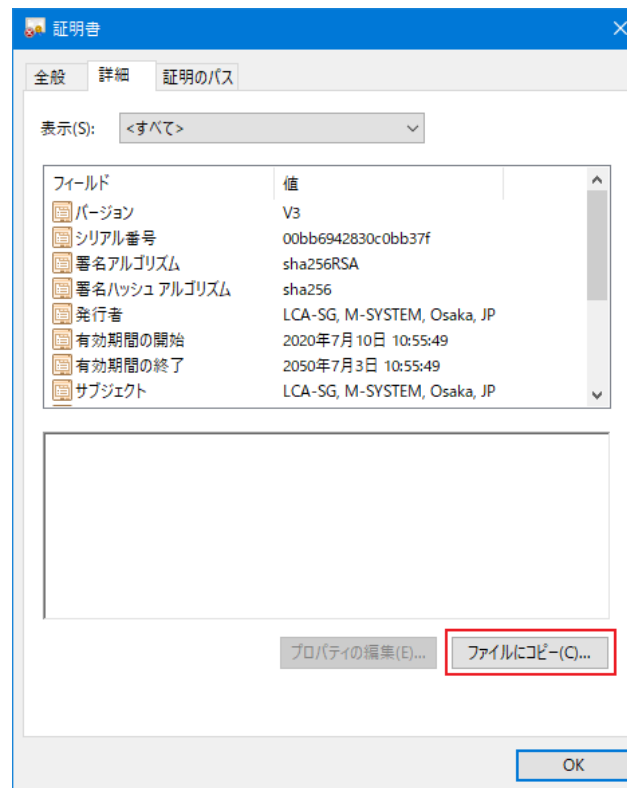 証明書
全般 詳細 証明のパス
表示(S): <すべて>
フィールド 値
バージョン V3
シリアル番号 00bb6942830c0bb37f
署名アルゴリズム sha256RSA
署名ハッシュ アルゴリズム sha256
発行者 LCA-SG, M-SYSTEM, Osaka, JP
有効期間の開始 2020年7月10日 10:55:49
有効期間の終了 2050年7月3日 10:55:49
サブジェクト LCA-SG, M-SYSTEM, Osaka, JP
プロパティの編集(E)... ファイルにコピー(C)...
OK